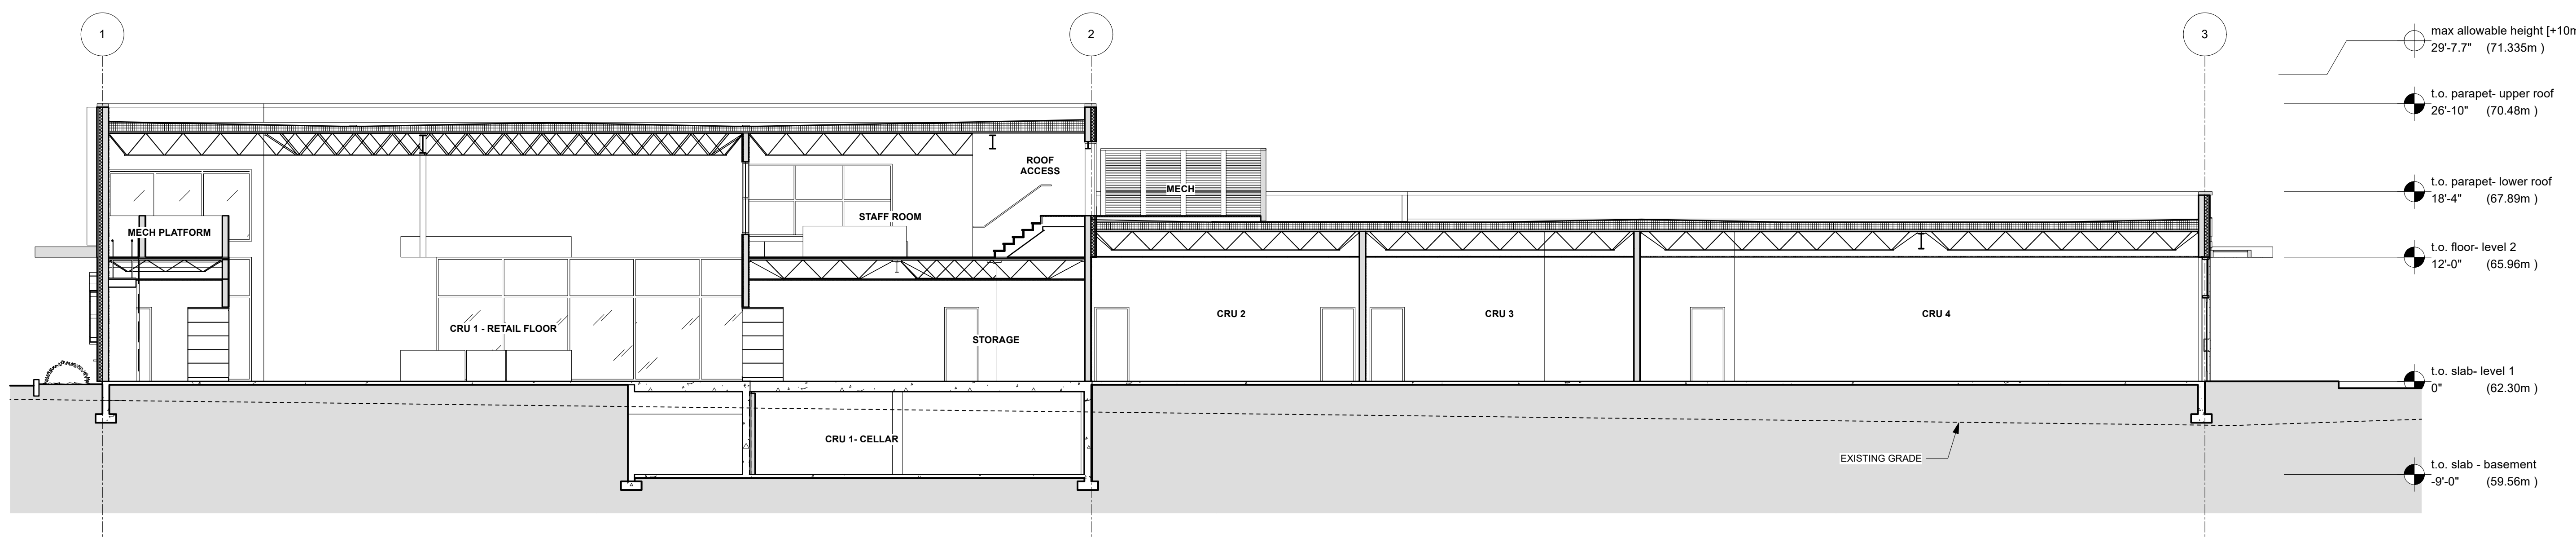 1
2
3
max allowable height [+10m
29'-7.7" (71.335m )
t.o. parapet- upper roof
26'-10" (70.48m )
ROOF
ACCESS
MECH
t.o. parapet- lower roof
18'-4" (67.89m )
STAFF ROOM
MECH PLATFORM
t.o. floor- level 2
12'-0" (65.96m )
CRU 1 - RETAIL FLOOR
STORAGE
CRU 2
CRU 3
CRU 4
t.o. slab- level 1
0" (62.30m )
CRU 1- CELLAR
EXISTING GRADE
t.o. slab - basement
-9'-0" (59.56m )